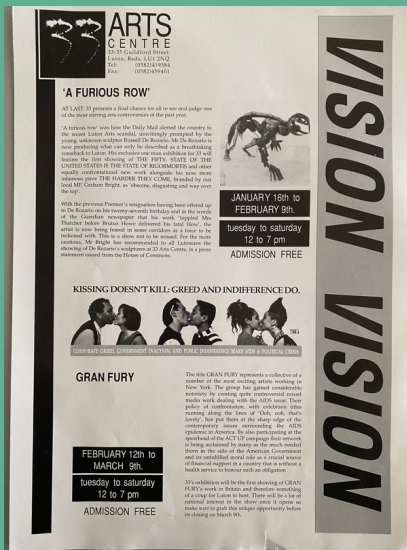 33 ARTS
CENTRE
33-35 Guildford Street
Luton, Beds, LU1 2NQ
Tel: (0582)419584
Fax: (0582)459401
'A FURIOUS ROW'
AT LAST 33 presents a final chance for all to see and judge one
of the most stirring arts controversies of the past year.
'A furious row' was how the Daily Mail alerted the country to
the recent Luton Arts scandal, unwittingly prompted by the
young, unknown sculptor Russell De Rozario. Mr De Rozario is
now producing what can only be described as a breathtaking
comeback to Luton. His exclusive one man exhibition for 33 will
feature the first showing of THE FIFTY- STATE OF THE
UNITED STATES IS THE STATE OF RIGORMORTIS and other
equally confrontational new work alongside his now more
infamous piece THE HARDER THEY COME, branded by our
local MP, Graham Bright, as 'obscene, disgusting and way over
the top'.
With the previous Premier's resignation having been offered up
to De Rozario on his twenty-seventh birthday and in the words
of the Guardian newspaper that his work 'toppled Mrs
Thatcher before Brutus Howe delivered his fatal blow', the
artist is now being feared in some corridors as a force to be
reckoned with. This is a show not to be missed. For the more
cautious, Mr Bright has recommended to all Lutonians the
showing of De Rozario's sculptures at 33 Arts Centre, in a press
statement issued from the House of Commons.
JANUARY 16th to
FEBRUARY 9th.
tuesday to saturday
12 to 7 pm
ADMISSION FREE
KISSING DOESN'T KILL: GREED AND INDIFFERENCE DO.
CORPORATE GREED, GOVERNMENT INACTION, AND PUBLIC INDIFFERENCE MAKE AIDS A POLITICAL CRISIS
GRAN FURY
The title GRAN FURY represents a collective of a
number of the most exciting artists working in
New York. The group has gained considerable
notoriety by creating quite controversial mixed
media work dealing with the AIDS issue. Their
policy of confrontation, with exhibition titles
running along the lines of 'Ooh, ooh, that's
lovely', has put them at the sharp edge of the
contemporary issues surrounding the AIDS
epidemic in America. By also participating at the
spearhead of the ACT UP campaign their artwork
is being acclaimed by many as the much needed
thorn in the side of the American Government
and its unfulfilled moral role as a crucial source
of financial support in a country that is without a
health service to honour such an obligation.
33's exhibition will be the first showing of GRAN
FURY's work in Britain and therefore something
of a coup for Luton to host. There will be a lot of
national interest in the show once it opens so
make sure to grab this unique opportunity before
its closing on March 9th.
FEBRUARY 12th to
MARCH 9th.
tuesday to saturday
12 to 7 pm
ADMISSION FREE
VISION VISION